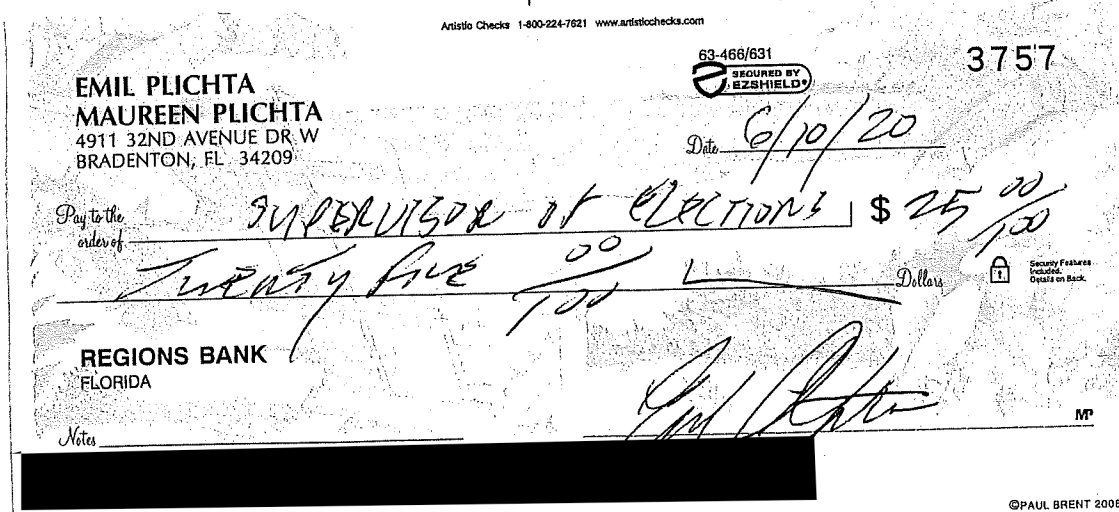 Artistic Checks 1-800-224-7621 www.artisticchecks.com
63-466/631
3757
SECURED BY
EZSHIELD
EMIL PLICHTA
MAUREEN PLICHTA
4911 32ND AVENUE DR W
BRADENTON, FL 34209
Date 6/10/20
Pay to the
order of SUPERVISOR OF ELECTIONS $ 25 00/100
TWENTY FIVE 00/100 Dollars
Security Features
Included.
Details on Back.
REGIONS BANK
FLORIDA
Notes
Emil Plichta
MP
©PAUL BRENT 2006